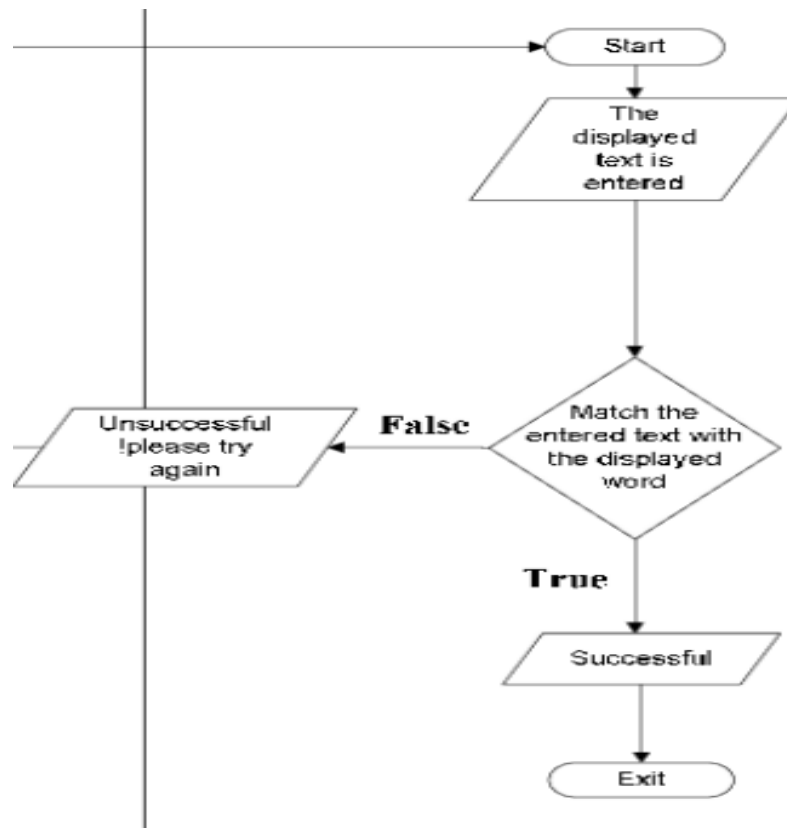 Start
The
displayed
text is
entered
Match the
entered text with
the displayed
word
False
Unsuccessful
!please try
again
True
Successful
Exit